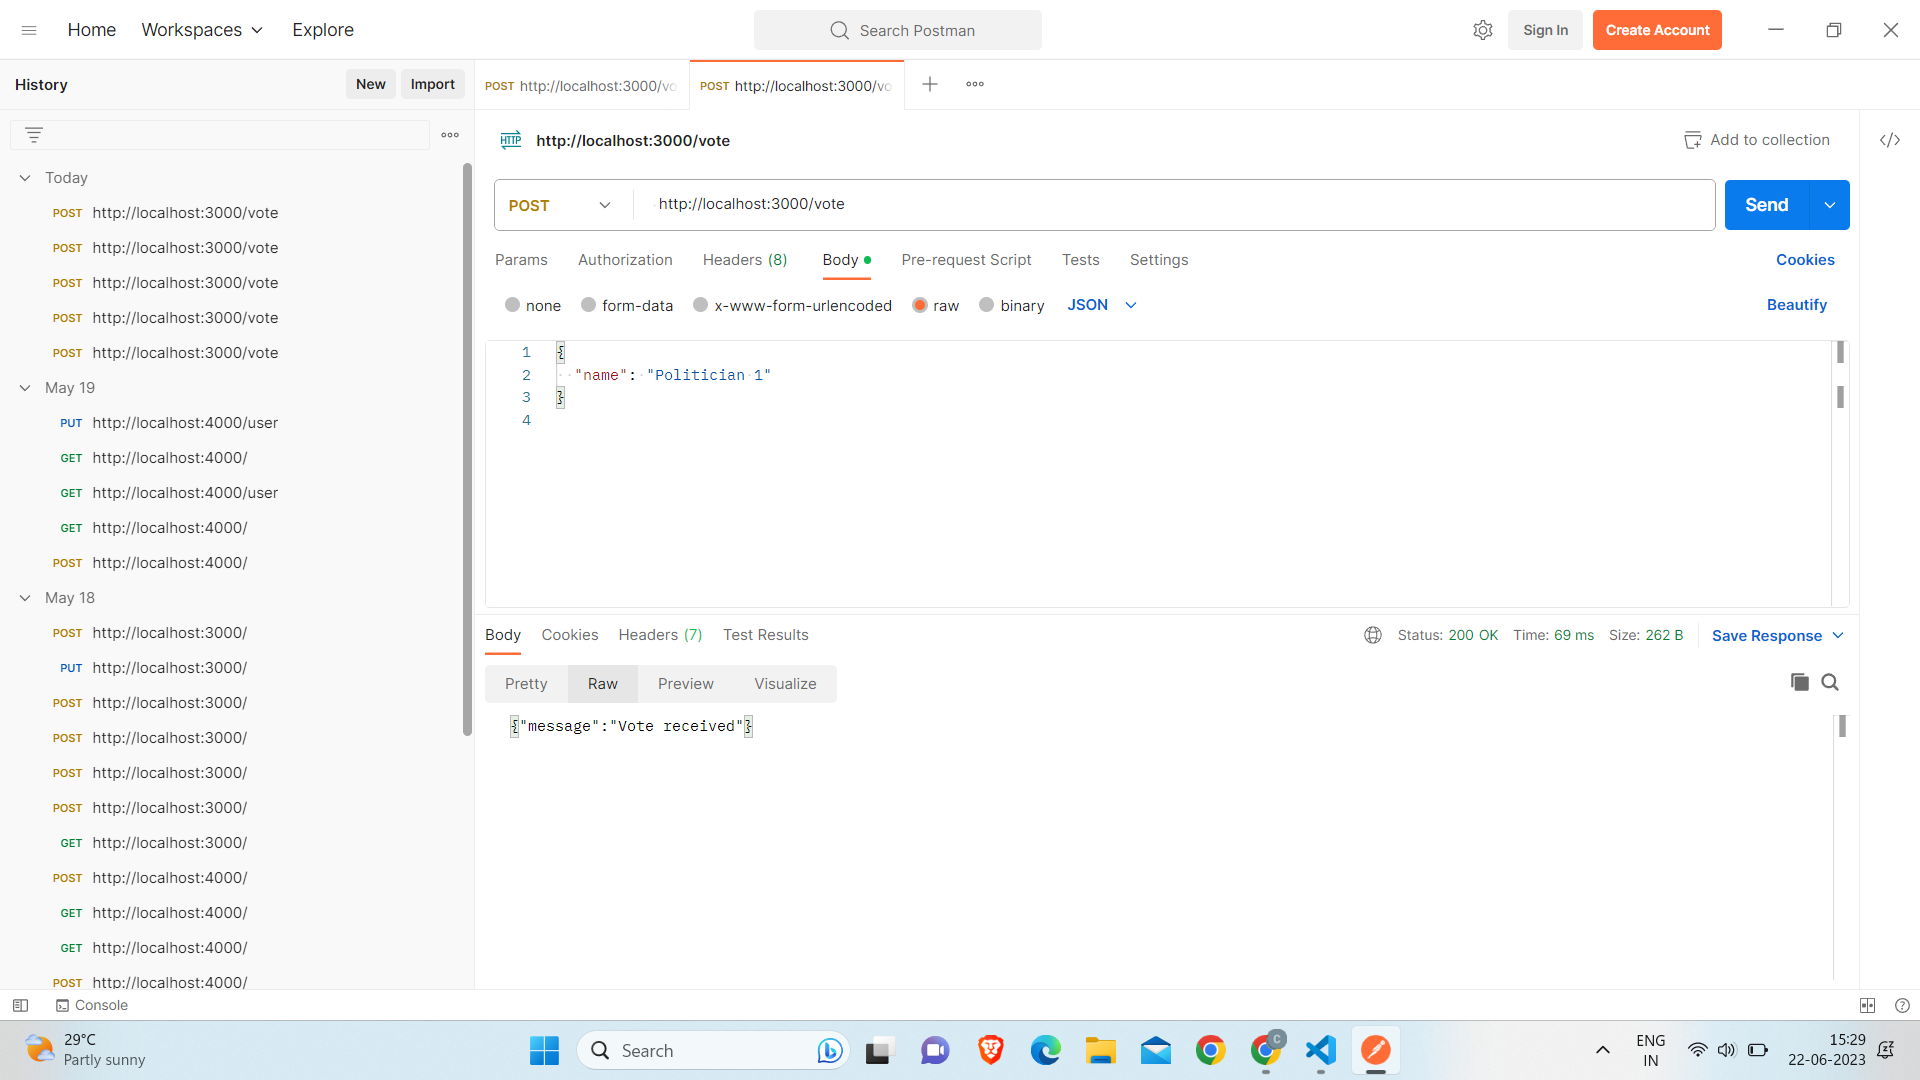 Home Workspaces Explore Search Postman Sign In Create Account
History New Import
POST http://localhost:3000/vo POST http://localhost:3000/vo
HTTP http://localhost:3000/vote Add to collection </>
POST http://localhost:3000/vote Send
Params Authorization Headers (8) Body Pre-request Script Tests Settings Cookies
none form-data x-www-form-urlencoded raw binary JSON Beautify
1 {
2 "name": "Politician 1"
3 }
4
Today
POST http://localhost:3000/vote
POST http://localhost:3000/vote
POST http://localhost:3000/vote
POST http://localhost:3000/vote
POST http://localhost:3000/vote
May 19
PUT http://localhost:4000/user
GET http://localhost:4000/
GET http://localhost:4000/user
GET http://localhost:4000/
POST http://localhost:4000/
May 18
POST http://localhost:3000/
PUT http://localhost:3000/
POST http://localhost:3000/
POST http://localhost:3000/
POST http://localhost:3000/
POST http://localhost:3000/
GET http://localhost:3000/
POST http://localhost:4000/
GET http://localhost:4000/
GET http://localhost:4000/
POST http://localhost:4000/
Body Cookies Headers (7) Test Results Status: 200 OK Time: 69 ms Size: 262 B Save Response
Pretty Raw Preview Visualize
{"message":"Vote received"}
Console
29°C
Partly sunny
Search
C
ENG
IN
15:29
22-06-2023